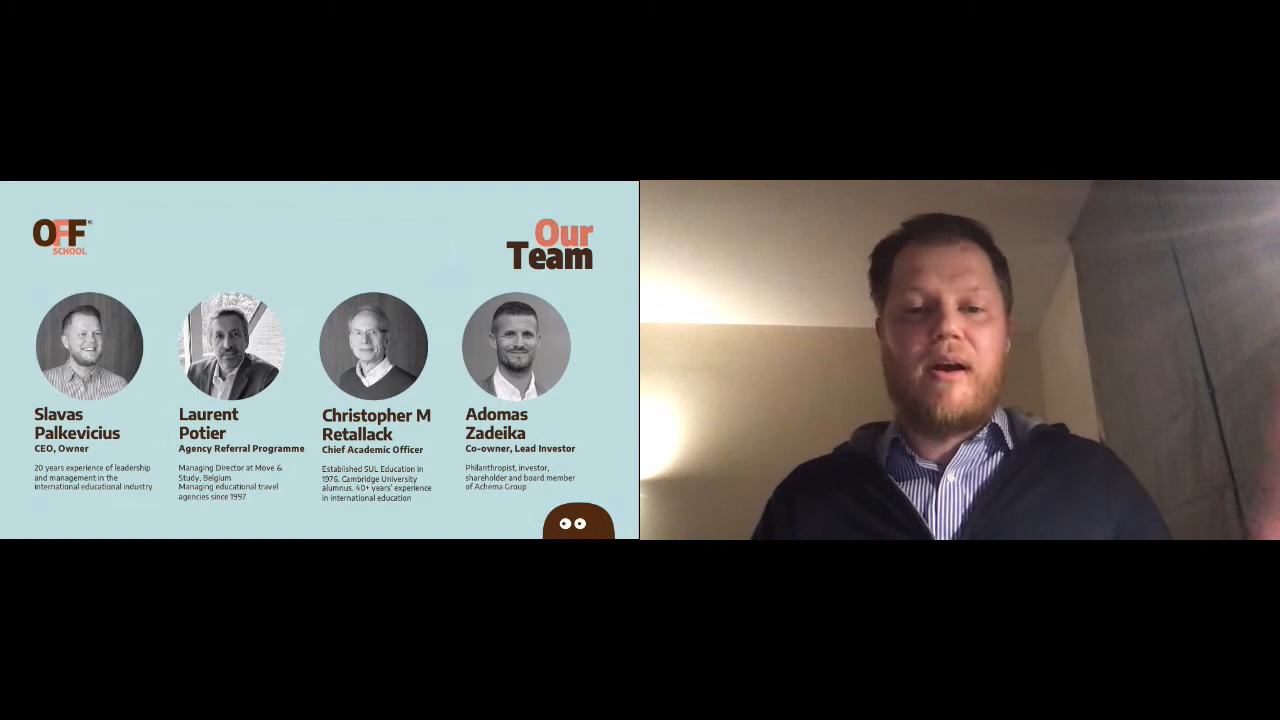 OFF
SCHOOL
Our
Team
Slavas
Palkevicius
CEO, Owner
20 years experience of leadership
and management in the
international educational industry
Laurent
Potier
Agency Referral Programme
Managing Director at Move &
Study, Belgium
Managing educational travel
agencies since 1997
Christopher M
Retallack
Chief Academic Officer
Established SUL Education in
1976. Cambridge University
alumnus. 40+ years' experience
in international education
Adomas
Zadeika
Co-owner, Lead Investor
Philanthropist, investor,
shareholder and board member
of Achema Group